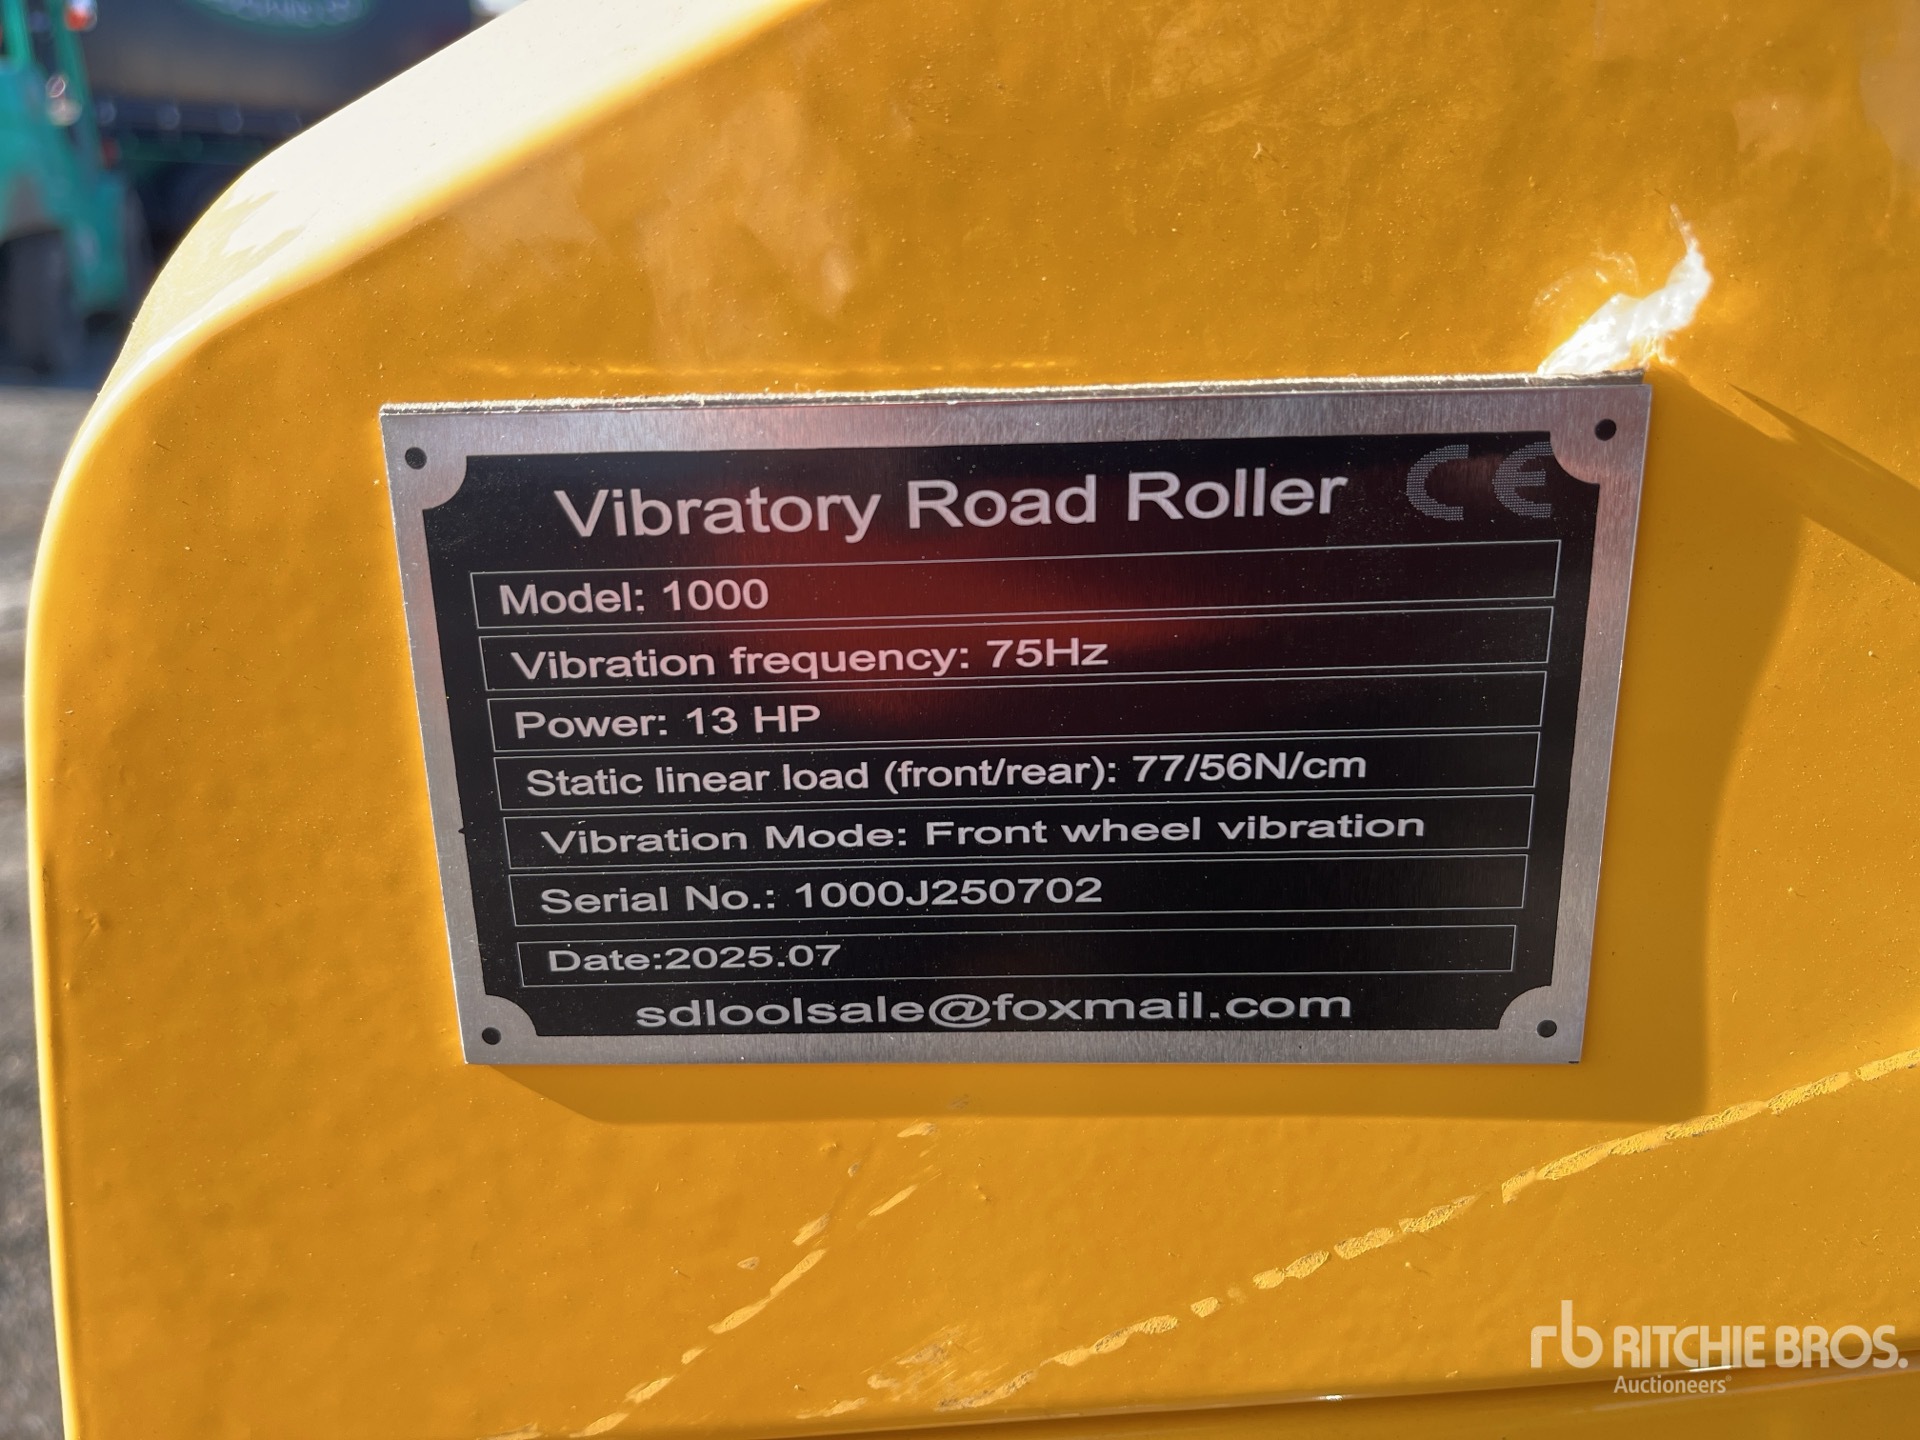 Vibratory Road Roller CE
Model: 1000
Vibration frequency: 75Hz
Power: 13 HP
Static linear load (front/rear): 77/56N/cm
Vibration Mode: Front wheel vibration
Serial No.: 1000J250702
Date:2025.07
sdloolsale@foxmail.com
rb RITCHIE BROS.
Auctioneers